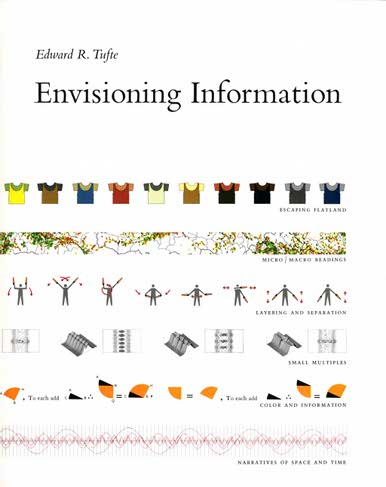 Edward R. Tufte
Envisioning Information
ESCAPING FLATLAND
MICRO / MACRO READINGS
LAYERING AND SEPARATION
SMALL MULTIPLES
To each add
To each add
COLOR AND INFORMATION
NARRATIVES OF SPACE AND TIME